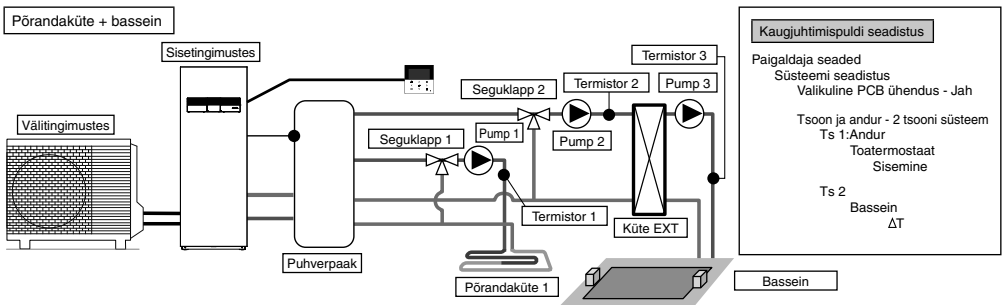 Põrandaküte + bassein
Sisetingimustes
Välitingimustes
Puhverpaak
Seguklapp 1
Pump 1
Seguklapp 2
Pump 2
Termistor 2
Termistor 3
Pump 3
Termistor 1
Küte EXT
Põrandaküte 1
Bassein
Kaugjuhtimispuldi seadistus
Paigaldaja seaded
Süsteemi seadistus
Valikuline PCB ühendus - Jah
Tsoon ja andur - 2 tsooni süsteem
Ts 1:Andur
Toatermostaat
Sisemine
Ts 2
Bassein
ΔT